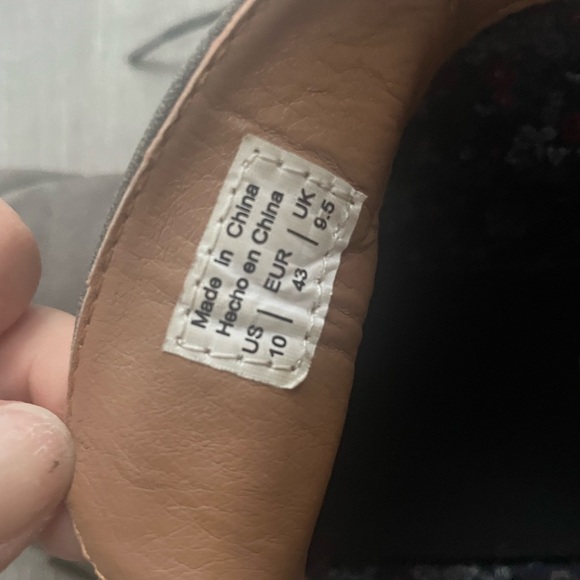 Made in China
Hecho en China
US | EUR | UK
10 | 43 | 9.5